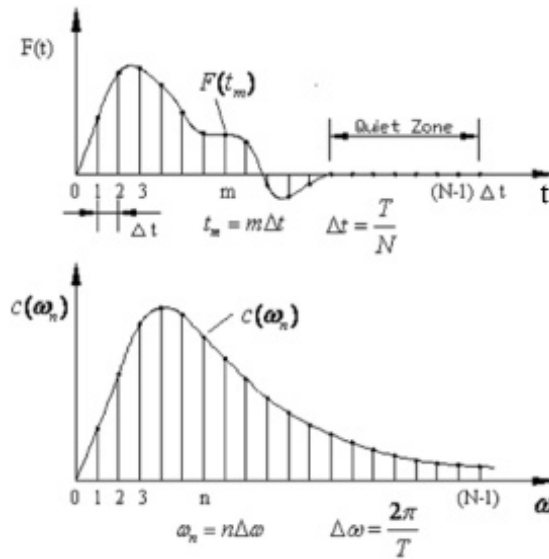 F(t)
F(t_m)
Quiet Zone
0 1 2 3 m (N-1) Δt t
Δt t_m = mΔt Δt = T/N
c(ω_n)
c(ω_n)
0 1 2 3 n (N-1) ω
ω_n = nΔω Δω = 2π/T